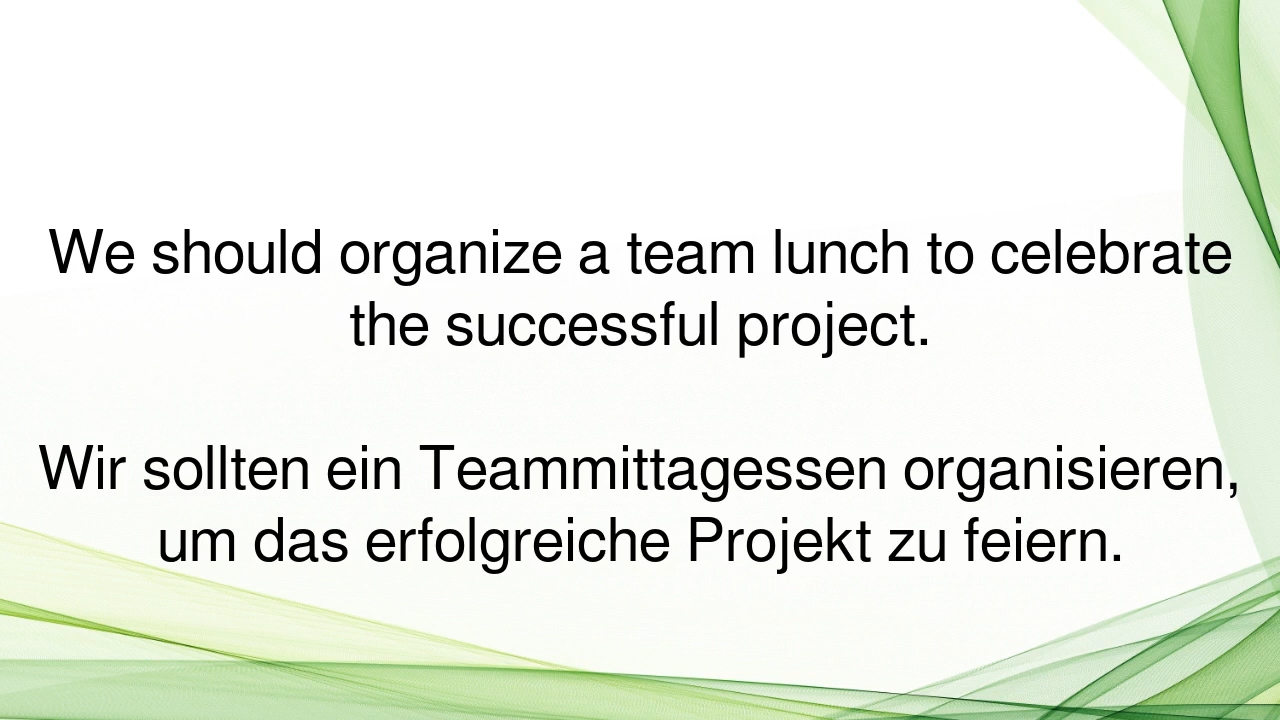 We should organize a team lunch to celebrate
the successful project.
Wir sollten ein Teammittagessen organisieren,
um das erfolgreiche Projekt zu feiern.